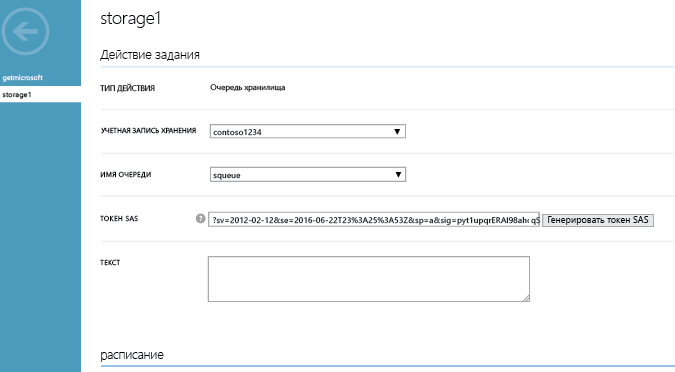 storage1
Действие задания
getmicrosoft
storage1
ТИП ДЕЙСТВИЯ Очередь хранилища
УЧЕТНАЯ ЗАПИСЬ ХРАНЕНИЯ contoso1234
ИМЯ ОЧЕРЕДИ squeue
ТОКЕН SAS ? ?sv=2012-02-12&se=2016-06-22T23%3A25%3A53Z&sp=a&sig=pyt1upqrERAI98ah Генерировать токен SAS
ТЕКСТ
расписание